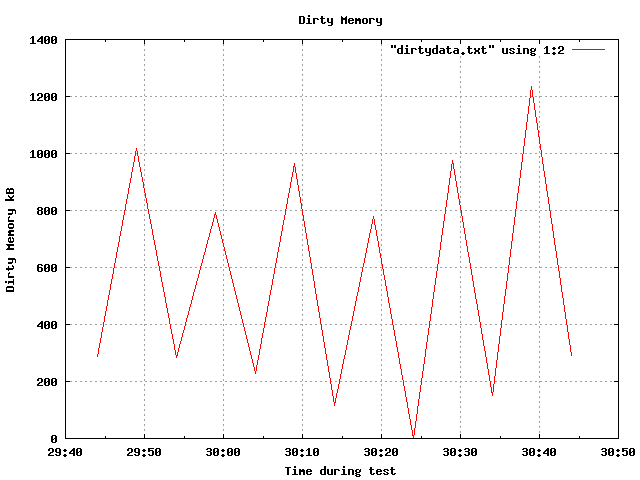 Dirty Memory
"dirtydata.txt" using 1:2
1400
1200
1000
800
600
400
200
0
Dirty Memory kB
29:40 29:50 30:00 30:10 30:20 30:30 30:40 30:50
Time during test